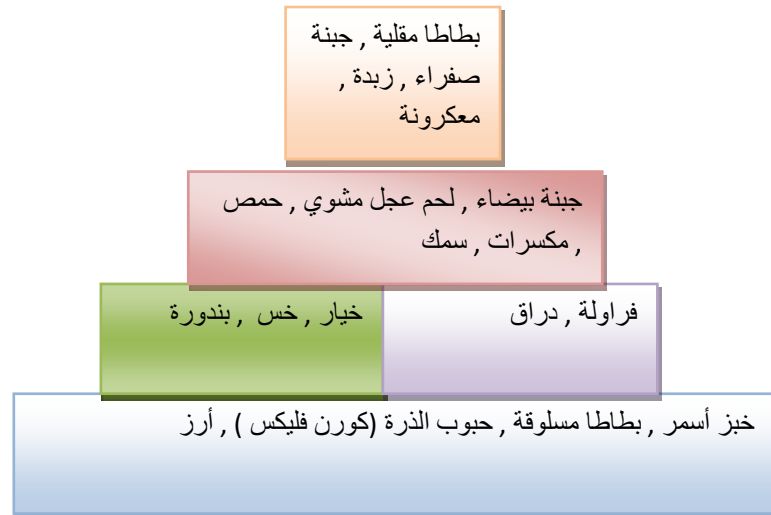 بطاطا مقلية , جبنة
صفراء , زبدة ,
معكرونة
جبنة بيضاء , لحم عجل مشوي , حمص
, مكسرات , سمك
فراولة , دراق
خيار , خس , بندورة
خبز أسمر , بطاطا مسلوقة , حبوب الذرة (كورن فليكس ) , أرز